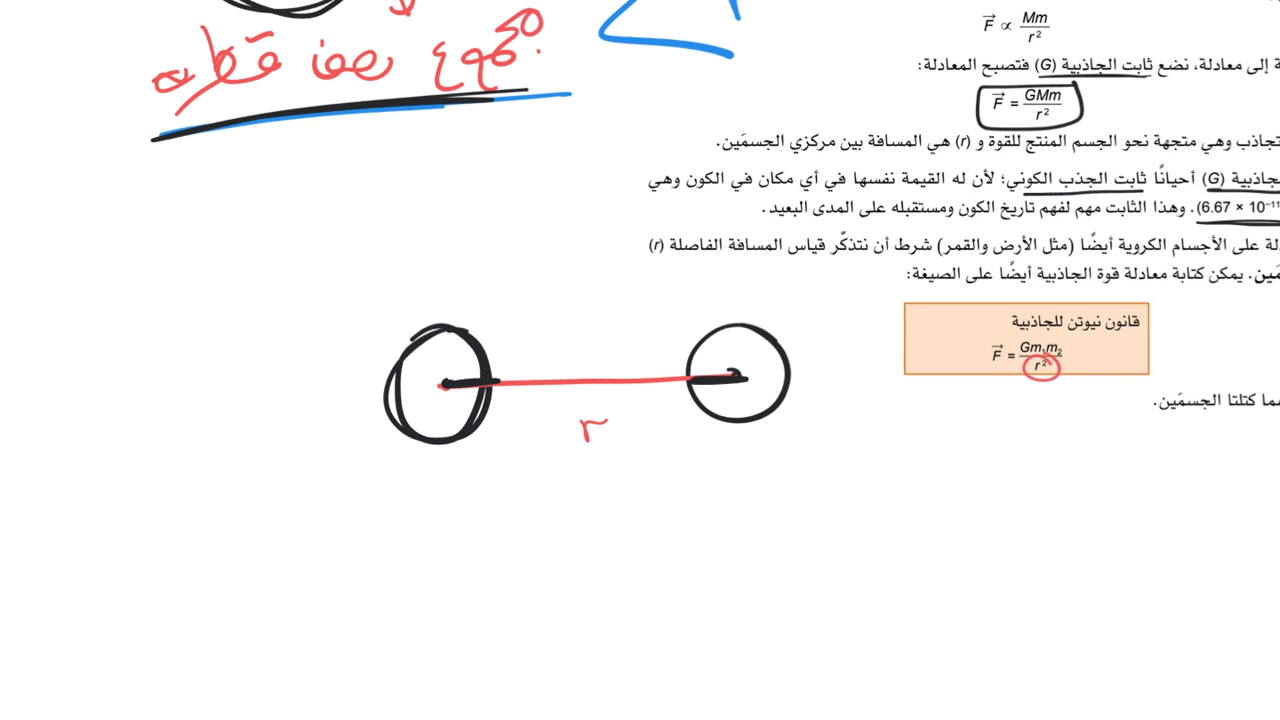 نصف قطره
F ∝ Mm / r²
ة إلى معادلة، نضع ثابت الجاذبية (G) فتصبح المعادلة:
F = GMm / r²
تجاذب وهي متجهة نحو الجسم المنتج للقوة و (r) هي المسافة بين مركزي الجسمَين.
جاذبية (G) أحيانًا ثابت الجذب الكوني؛ لأن له القيمة نفسها في أي مكان في الكون وهي
(6.67 × 10⁻¹¹. وهذا الثابت مهم لفهم تاريخ الكون ومستقبله على المدى البعيد.
لة على الأجسام الكروية أيضًا (مثل الأرض والقمر) شرط أن نتذكّر قياس المسافة الفاصلة (r)
مَين. يمكن كتابة معادلة قوة الجاذبية أيضًا على الصيغة:
قانون نيوتن للجاذبية
F = Gm₁m₂ / r²
r
ما كتلتا الجسمَين.